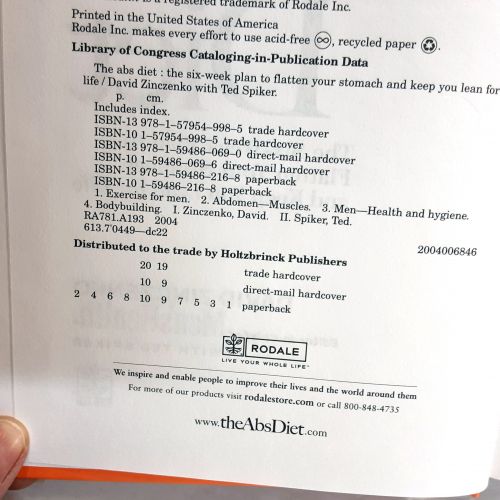 is a registered trademark of Rodale Inc.
Printed in the United States of America
Rodale Inc. makes every effort to use acid-free ♾, recycled paper ♻.
Library of Congress Cataloging-in-Publication Data
The abs diet : the six-week plan to flatten your stomach and keep you lean for
life / David Zinczenko with Ted Spiker.
p. cm.
Includes index.
ISBN-13 978–1–57954–998–5 trade hardcover
ISBN-10 1–57954–998–5 trade hardcover
ISBN-13 978–1–59486–069–0 direct-mail hardcover
ISBN-10 1–59486–069–6 direct-mail hardcover
ISBN-13 978–1–59486–216–8 paperback
ISBN-10 1–59486–216–8 paperback
1. Exercise for men. 2. Abdomen—Muscles. 3. Men—Health and hygiene.
4. Bodybuilding. I. Zinczenko, David. II. Spiker, Ted.
RA781.A193 2004
613.7'0449—dc22 2004006846
Distributed to the trade by Holtzbrinck Publishers
20 19 trade hardcover
10 9 direct-mail hardcover
2 4 6 8 10 9 7 5 3 1 paperback
RODALE
LIVE YOUR WHOLE LIFE™
We inspire and enable people to improve their lives and the world around them
For more of our products visit rodalestore.com or call 800-848-4735
www.theAbsDiet.com